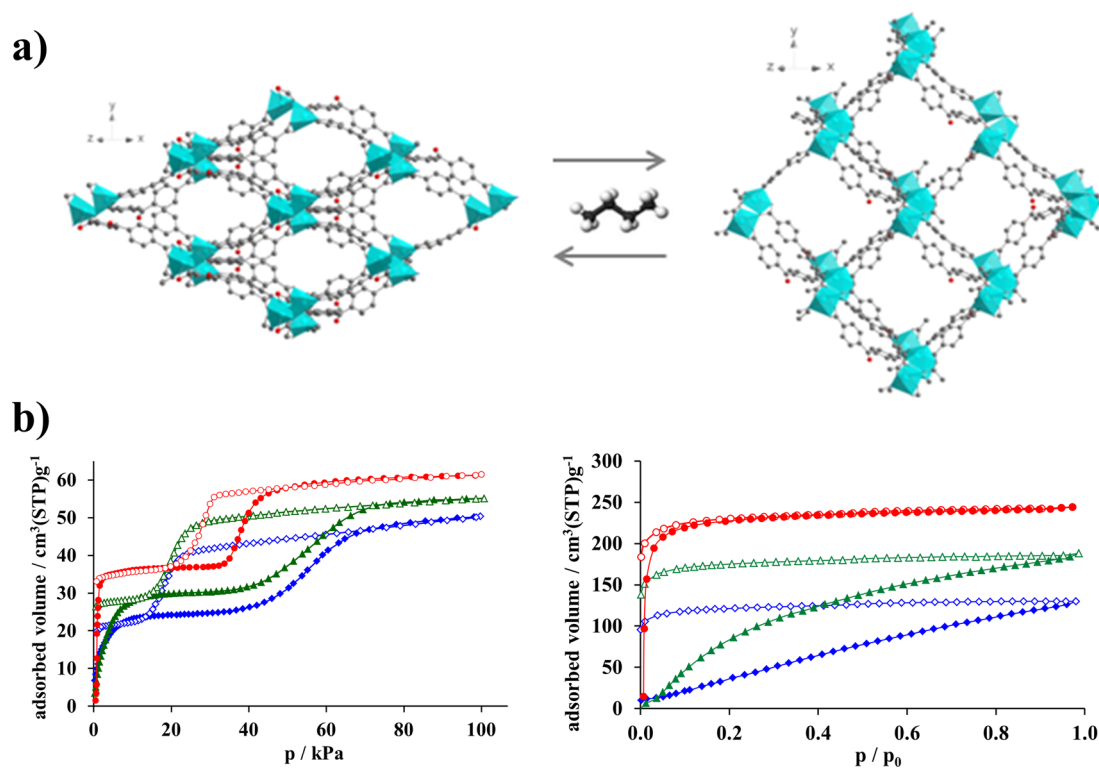 a)
y
z x
y
z x
b)
adsorbed volume / cm³(STP)g⁻¹
60
50
40
30
20
10
0
0 20 40 60 80 100
p / kPa
adsorbed volume / cm³(STP)g⁻¹
300
250
200
150
100
50
0
0.0 0.2 0.4 0.6 0.8 1.0
p / p₀